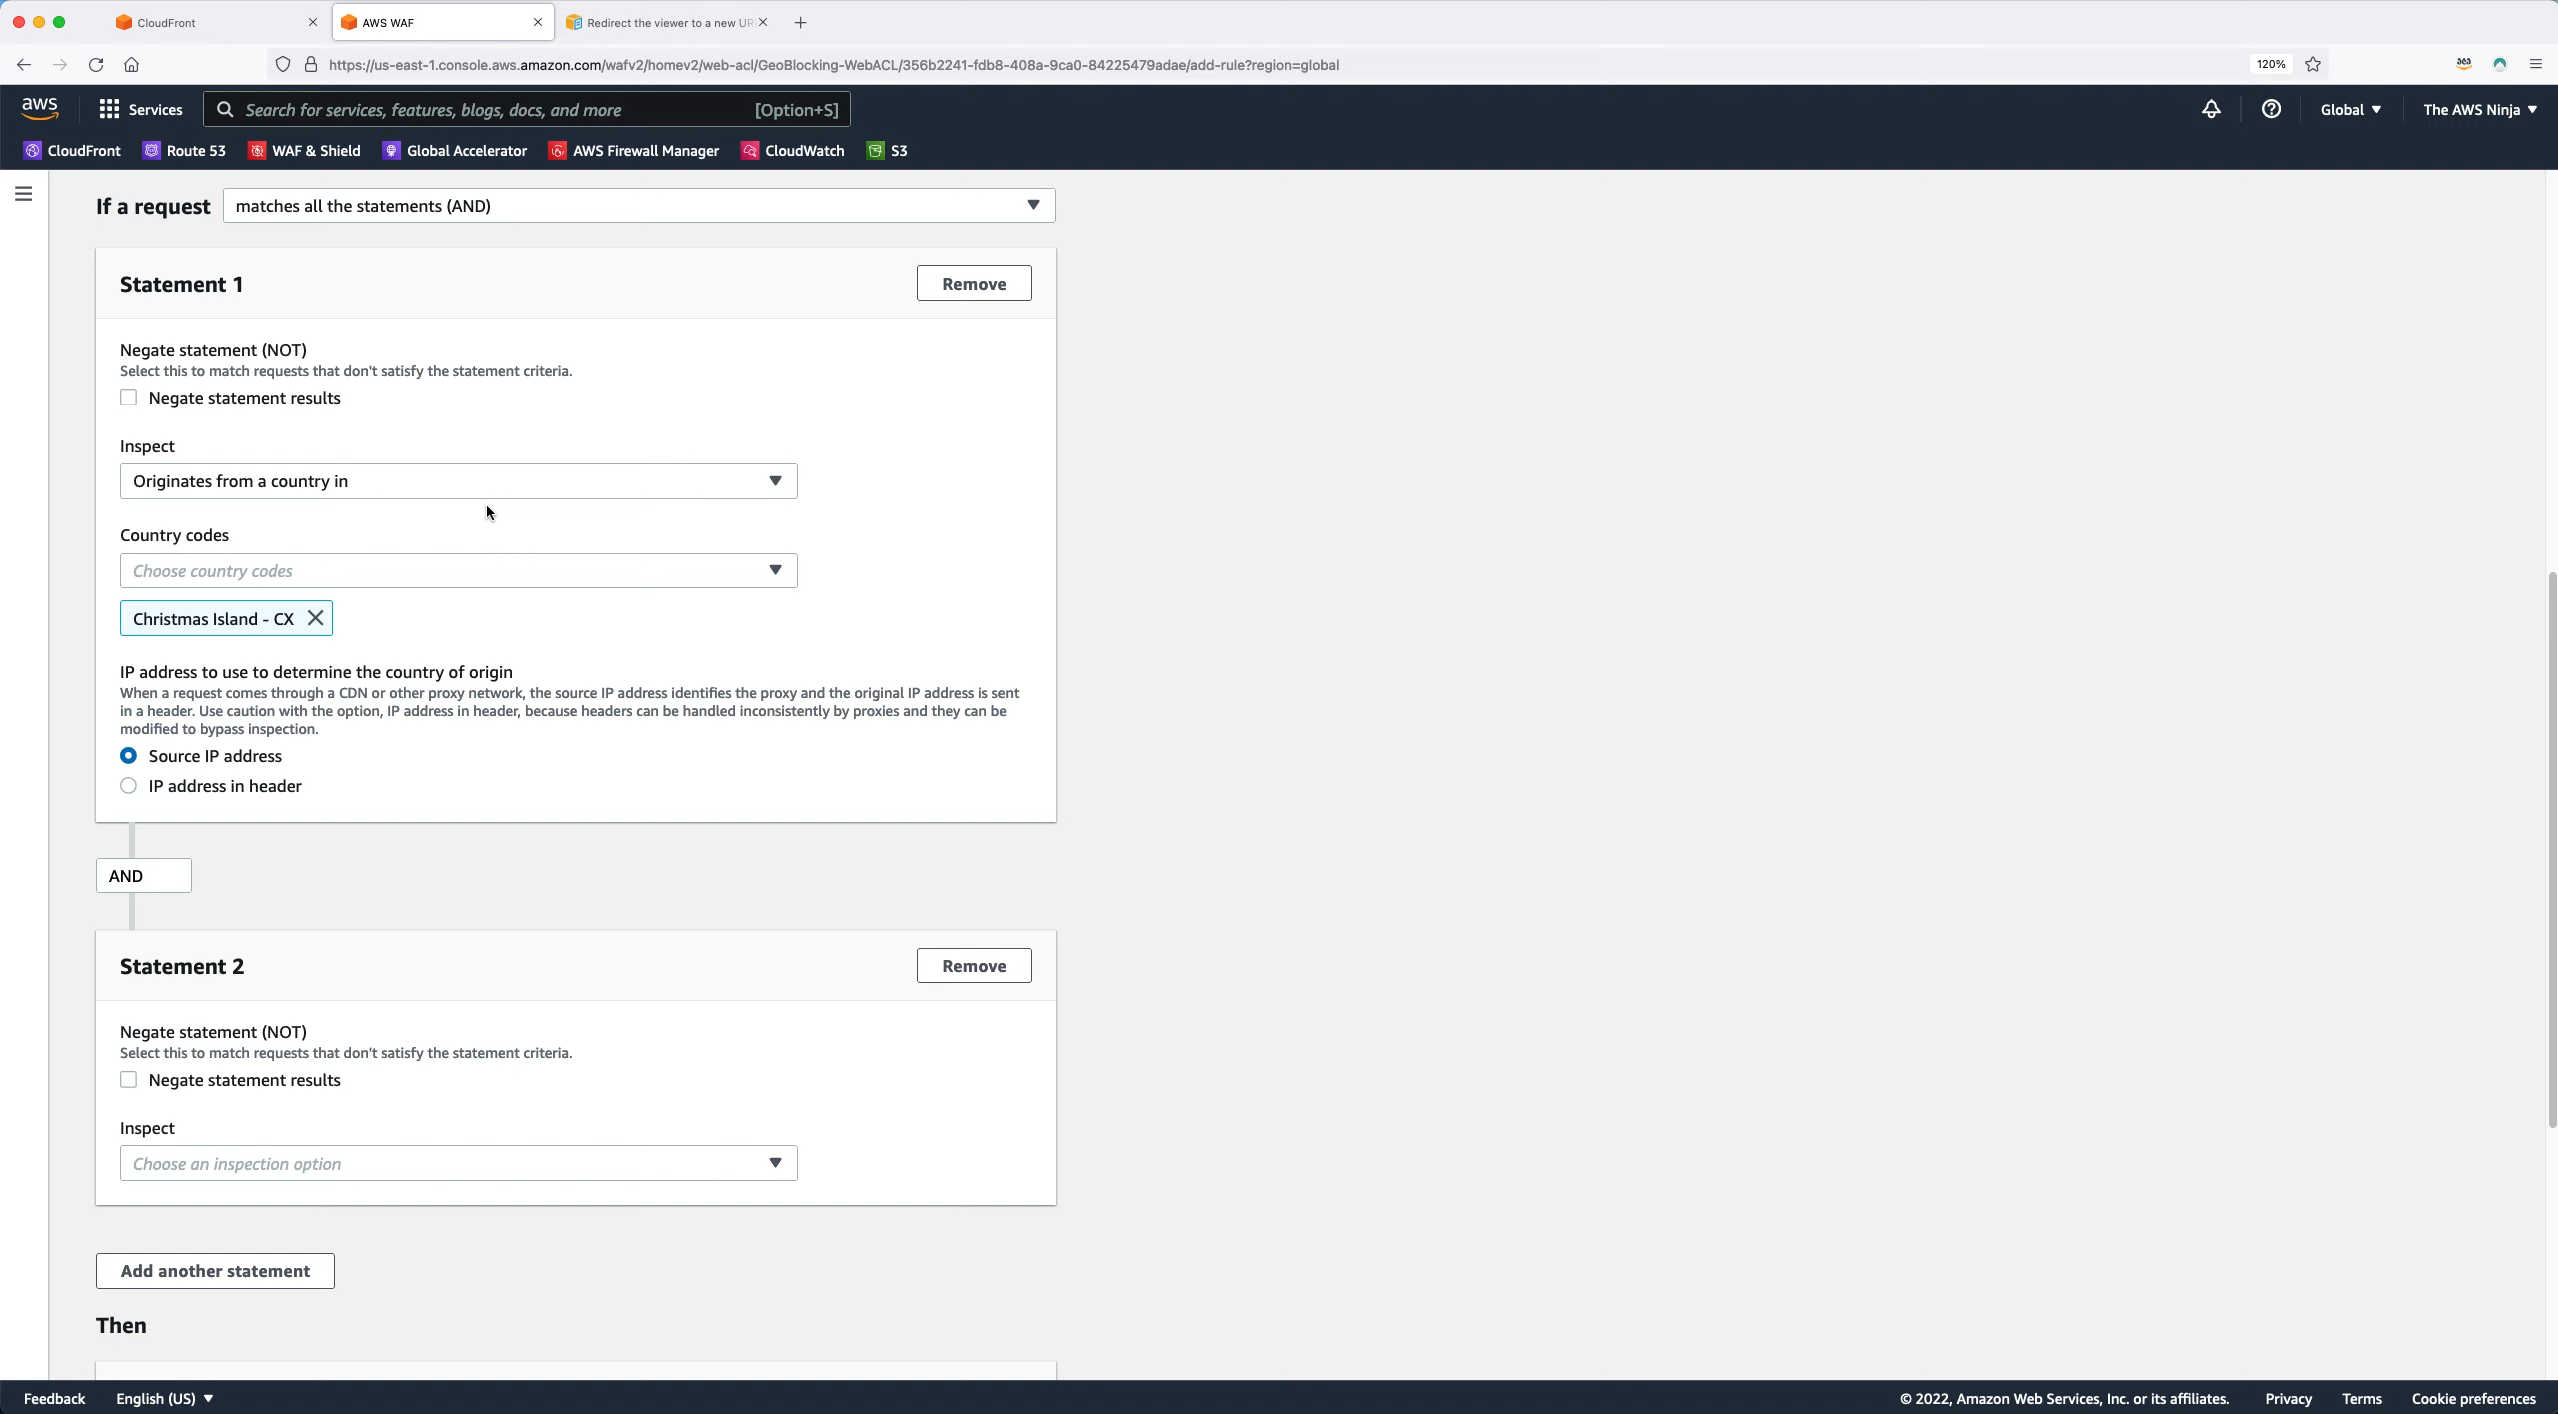 CloudFront
AWS WAF
Redirect the viewer to a new UR
https://us-east-1.console.aws.amazon.com/wafv2/homev2/web-acl/GeoBlocking-WebACL/356b2241-fdb8-408a-9ca0-84225479adae/add-rule?region=global
120%
aws
Services
Search for services, features, blogs, docs, and more
[Option+S]
Global
The AWS Ninja
CloudFront
Route 53
WAF & Shield
Global Accelerator
AWS Firewall Manager
CloudWatch
S3
If a request
matches all the statements (AND)
Statement 1
Remove
Negate statement (NOT)
Select this to match requests that don't satisfy the statement criteria.
Negate statement results
Inspect
Originates from a country in
Country codes
Choose country codes
Christmas Island - CX
IP address to use to determine the country of origin
When a request comes through a CDN or other proxy network, the source IP address identifies the proxy and the original IP address is sent
in a header. Use caution with the option, IP address in header, because headers can be handled inconsistently by proxies and they can be
modified to bypass inspection.
Source IP address
IP address in header
AND
Statement 2
Remove
Negate statement (NOT)
Select this to match requests that don't satisfy the statement criteria.
Negate statement results
Inspect
Choose an inspection option
Add another statement
Then
Feedback
English (US)
© 2022, Amazon Web Services, Inc. or its affiliates.
Privacy
Terms
Cookie preferences